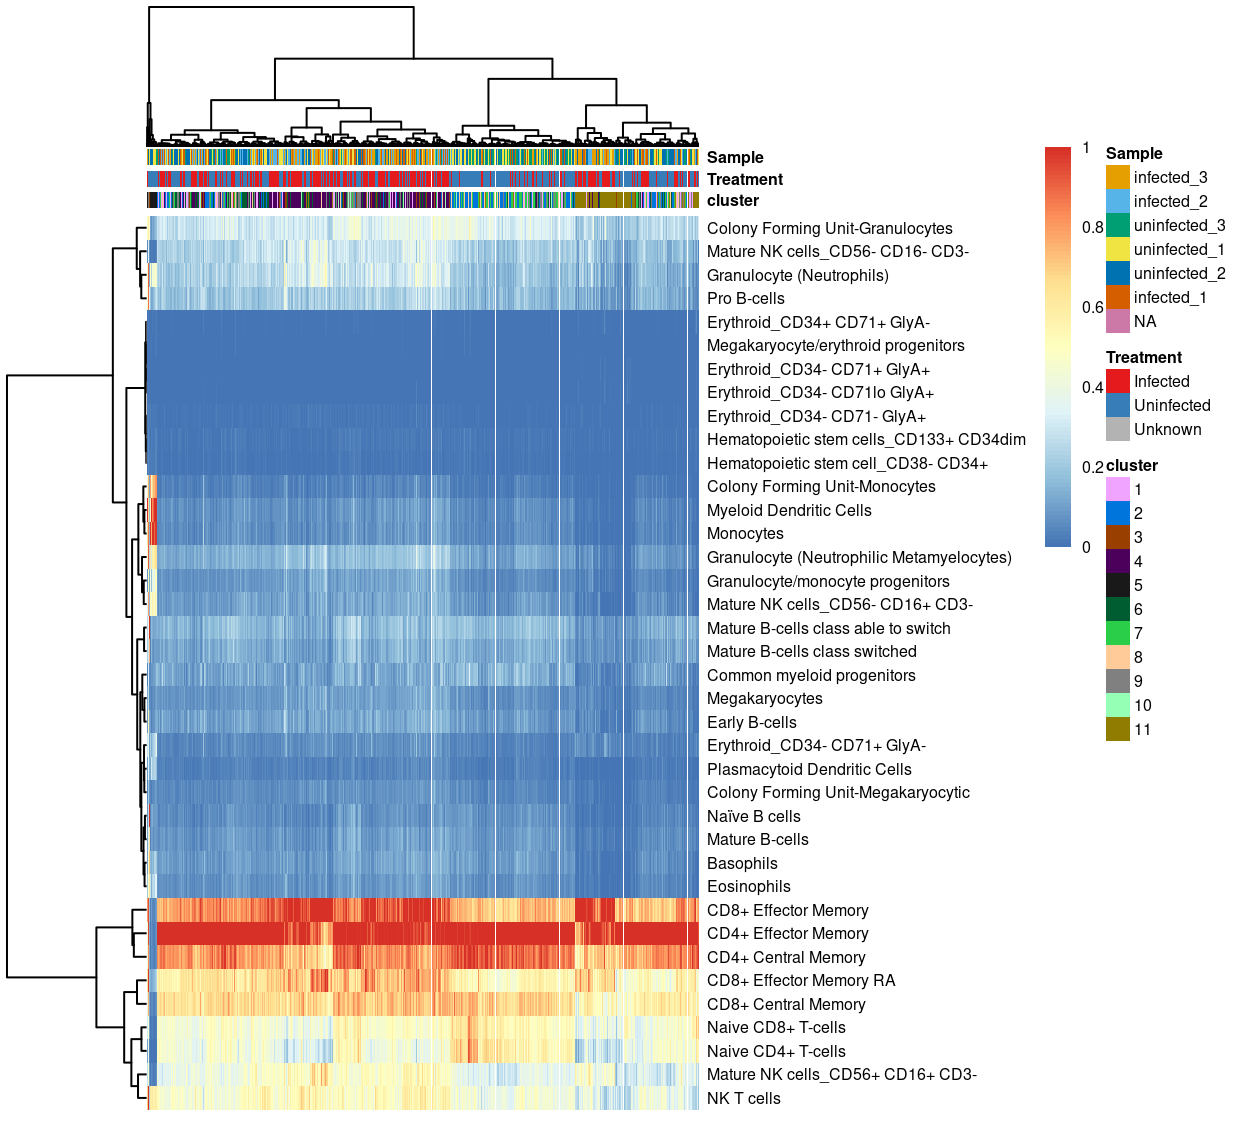 Sample
Treatment
cluster
Colony Forming Unit-Granulocytes
Mature NK cells_CD56- CD16- CD3-
Granulocyte (Neutrophils)
Pro B-cells
Erythroid_CD34+ CD71+ GlyA-
Megakaryocyte/erythroid progenitors
Erythroid_CD34- CD71+ GlyA+
Erythroid_CD34- CD71lo GlyA+
Erythroid_CD34- CD71- GlyA+
Hematopoietic stem cells_CD133+ CD34dim
Hematopoietic stem cell_CD38- CD34+
Colony Forming Unit-Monocytes
Myeloid Dendritic Cells
Monocytes
Granulocyte (Neutrophilic Metamyelocytes)
Granulocyte/monocyte progenitors
Mature NK cells_CD56- CD16+ CD3-
Mature B-cells class able to switch
Mature B-cells class switched
Common myeloid progenitors
Megakaryocytes
Early B-cells
Erythroid_CD34- CD71+ GlyA-
Plasmacytoid Dendritic Cells
Colony Forming Unit-Megakaryocytic
Naïve B cells
Mature B-cells
Basophils
Eosinophils
CD8+ Effector Memory
CD4+ Effector Memory
CD4+ Central Memory
CD8+ Effector Memory RA
CD8+ Central Memory
Naive CD8+ T-cells
Naive CD4+ T-cells
Mature NK cells_CD56+ CD16+ CD3-
NK T cells
1
0.8
0.6
0.4
0.2
0
Sample
infected_3
infected_2
uninfected_3
uninfected_1
uninfected_2
infected_1
NA
Treatment
Infected
Uninfected
Unknown
cluster
1
2
3
4
5
6
7
8
9
10
11